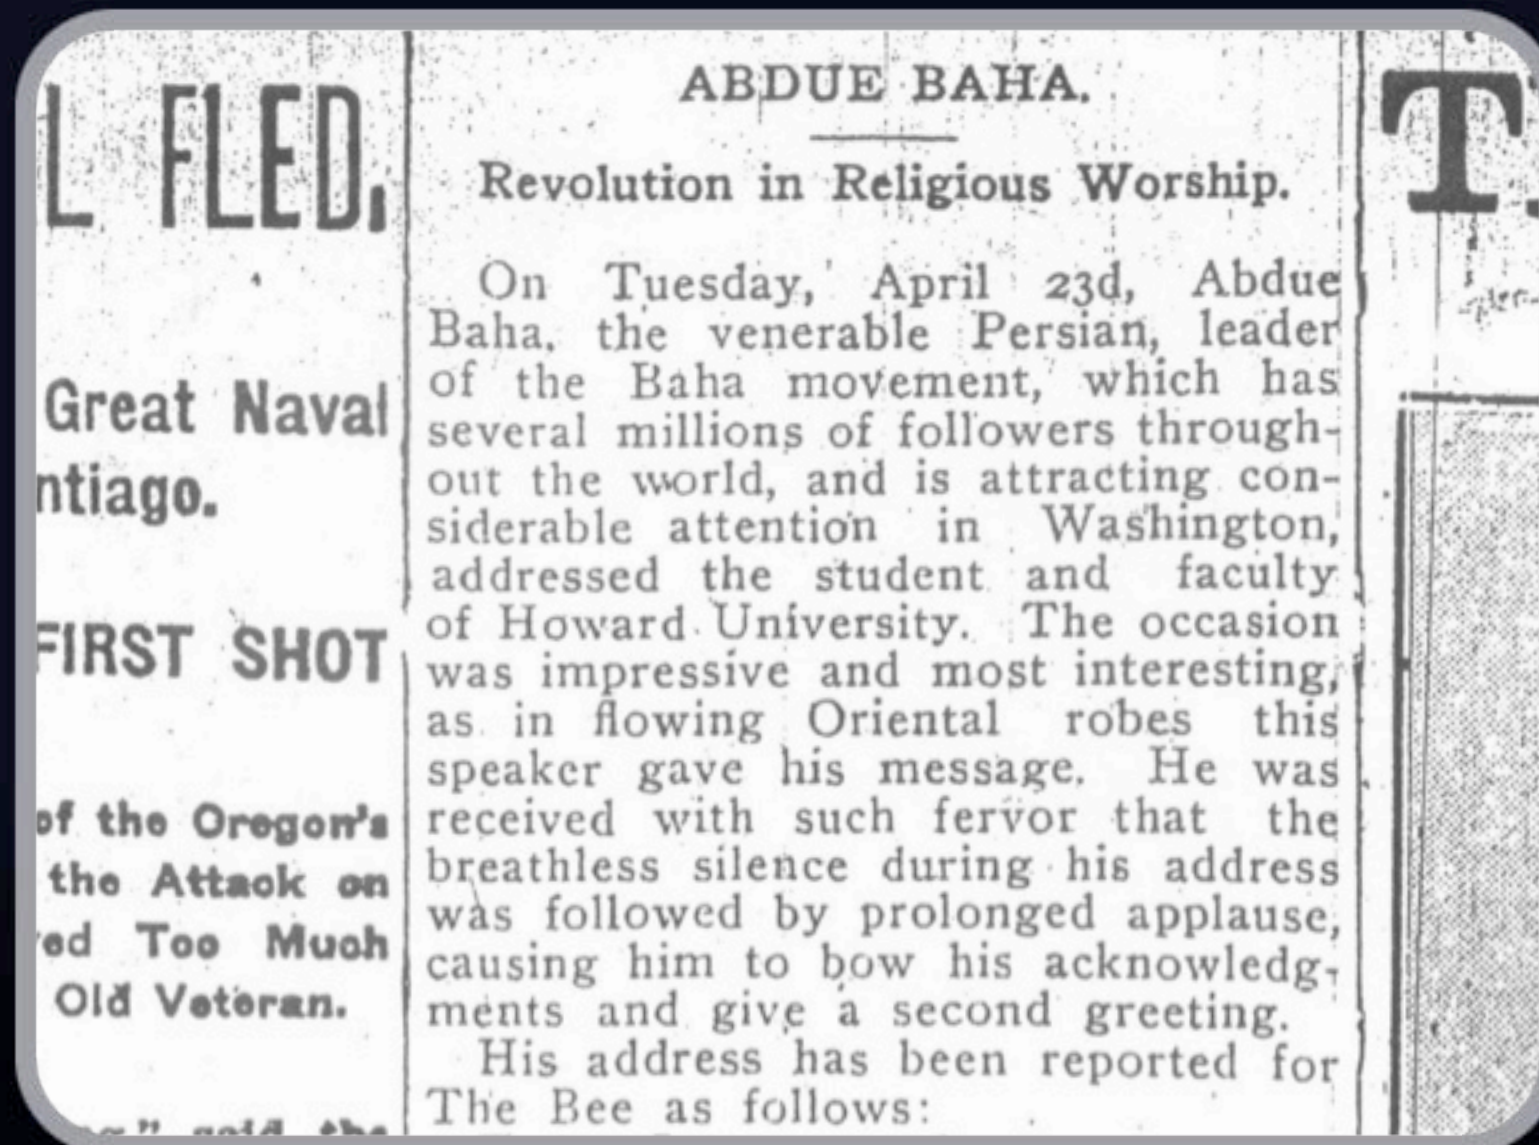 L FLED,
Great Naval
ntiago.
FIRST SHOT
of the Oregon's
the Attack on
ed Too Much
Old Veteran.
said the
ABDUE BAHA.
Revolution in Religious Worship.
On Tuesday, April 23d, Abdue
Baha, the venerable Persian, leader
of the Baha movement, which has
several millions of followers through-
out the world, and is attracting con-
siderable attention in Washington,
addressed the student and faculty
of Howard University. The occasion
was impressive and most interesting,
as in flowing Oriental robes this
speaker gave his message. He was
received with such fervor that the
breathless silence during his address
was followed by prolonged applause,
causing him to bow his acknowledg-
ments and give a second greeting.
His address has been reported for
The Bee as follows:
T